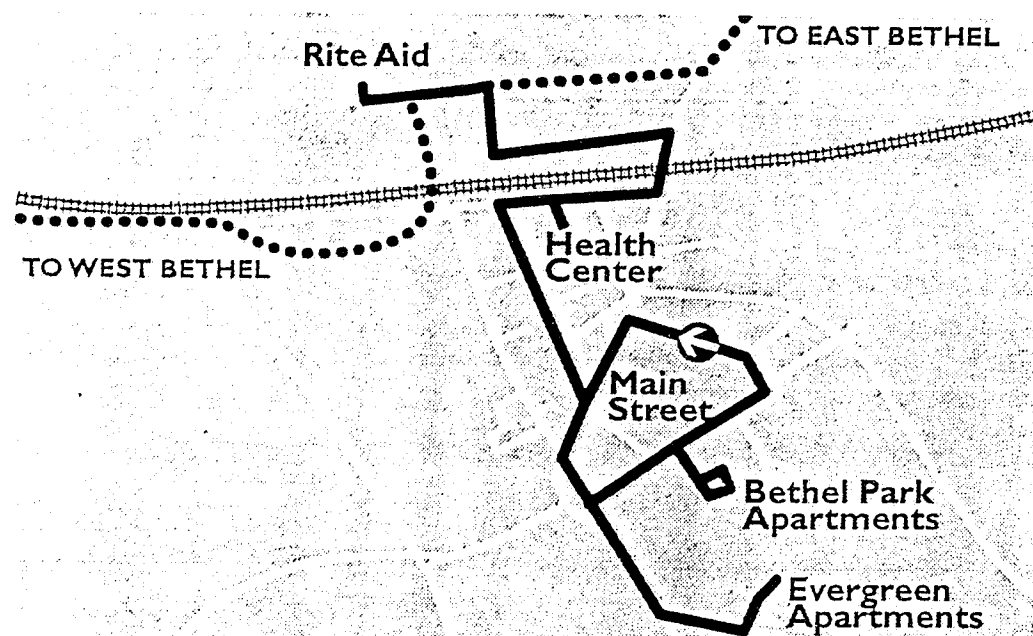 TO EAST BETHEL
Rite Aid
Health
Center
TO WEST BETHEL
Main
Street
Bethel Park
Apartments
Evergreen
Apartments